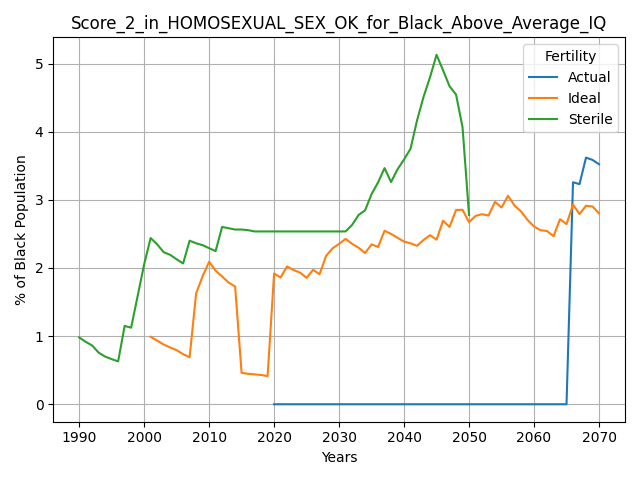 Score_2_in_HOMOSEXUAL_SEX_OK_for_Black_Above_Average_IQ
Fertility
Actual
Ideal
Sterile
% of Black Population
5
4
3
2
1
0
1990 2000 2010 2020 2030 2040 2050 2060 2070
Years